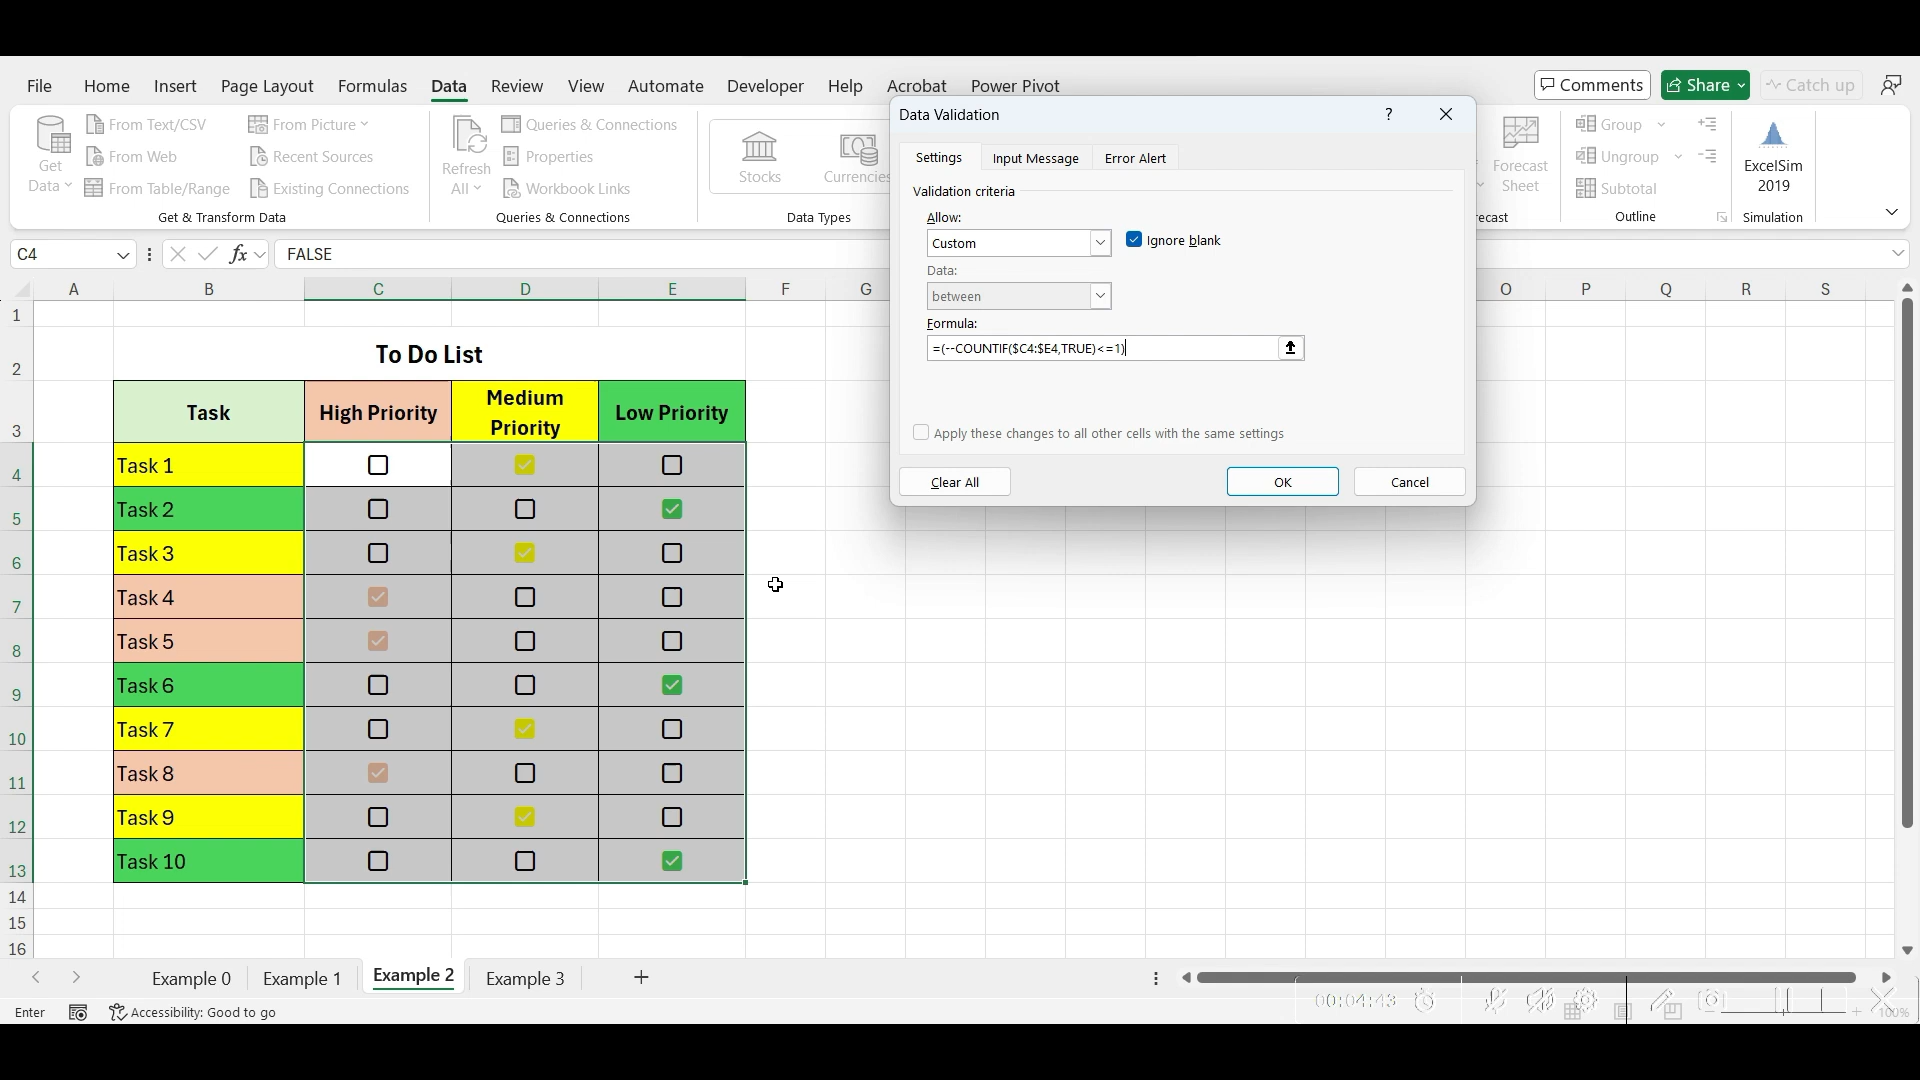 File Home Insert Page Layout Formulas Data Review View Automate Developer Help Acrobat Power Pivot Comments Share Catch up
Get Data
From Text/CSV
From Web
From Table/Range
From Picture
Recent Sources
Existing Connections
Get & Transform Data
Refresh All
Queries & Connections
Properties
Workbook Links
Queries & Connections
Stocks
Currencies
Data Types
Forecast Sheet
recast
Group
Ungroup
Subtotal
Outline
ExcelSim 2019
Simulation
C4 fx FALSE
Data Validation ?
Settings Input Message Error Alert
Validation criteria
Allow:
Custom Ignore blank
Data:
between
Formula:
=(--COUNTIF($C4:$E4,TRUE)<=1)
Apply these changes to all other cells with the same settings
Clear All OK Cancel
A B C D E F G O P Q R S
1
2 To Do List
3 Task High Priority Medium Priority Low Priority
4 Task 1
5 Task 2
6 Task 3
7 Task 4
8 Task 5
9 Task 6
10 Task 7
11 Task 8
12 Task 9
13 Task 10
14
15
16
Example 0 Example 1 Example 2 Example 3
Enter Accessibility: Good to go 00:04:43 100%